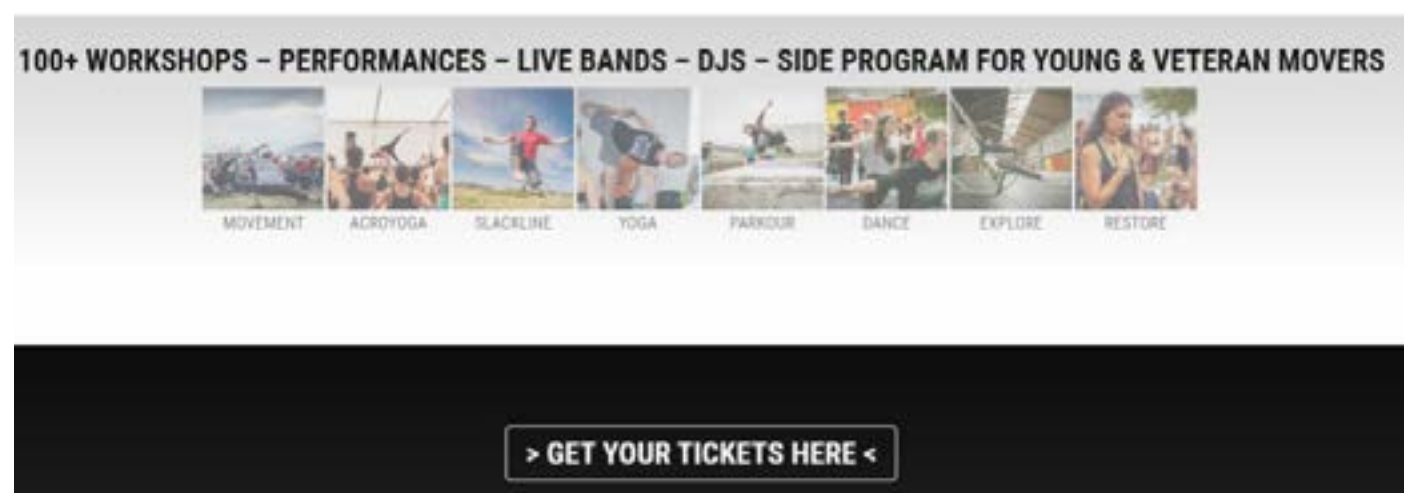 100+ WORKSHOPS – PERFORMANCES – LIVE BANDS – DJS – SIDE PROGRAM FOR YOUNG & VETERAN MOVERS
MOVEMENT ACROYOGA SLACKLINE YOGA PARKOUR DANCE EXPLORE RESTORE
> GET YOUR TICKETS HERE <